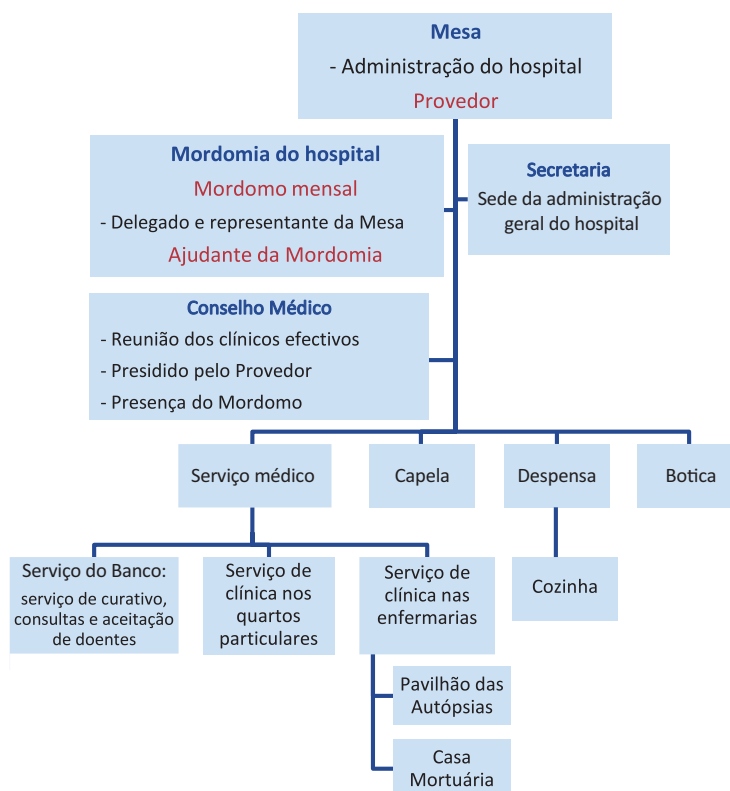 Mesa
- Administração do hospital
Provedor
Mordomia do hospital
Mordomo mensal
- Delegado e representante da Mesa
Ajudante da Mordomia
Secretaria
Sede da administração
geral do hospital
Conselho Médico
- Reunião dos clínicos efectivos
- Presidido pelo Provedor
- Presença do Mordomo
Serviço médico
Capela
Despensa
Botica
Serviço do Banco:
serviço de curativo,
consultas e aceitação
de doentes
Serviço de
clínica nos
quartos
particulares
Serviço de
clínica nas
enfermarias
Cozinha
Pavilhão das
Autópsias
Casa
Mortuária